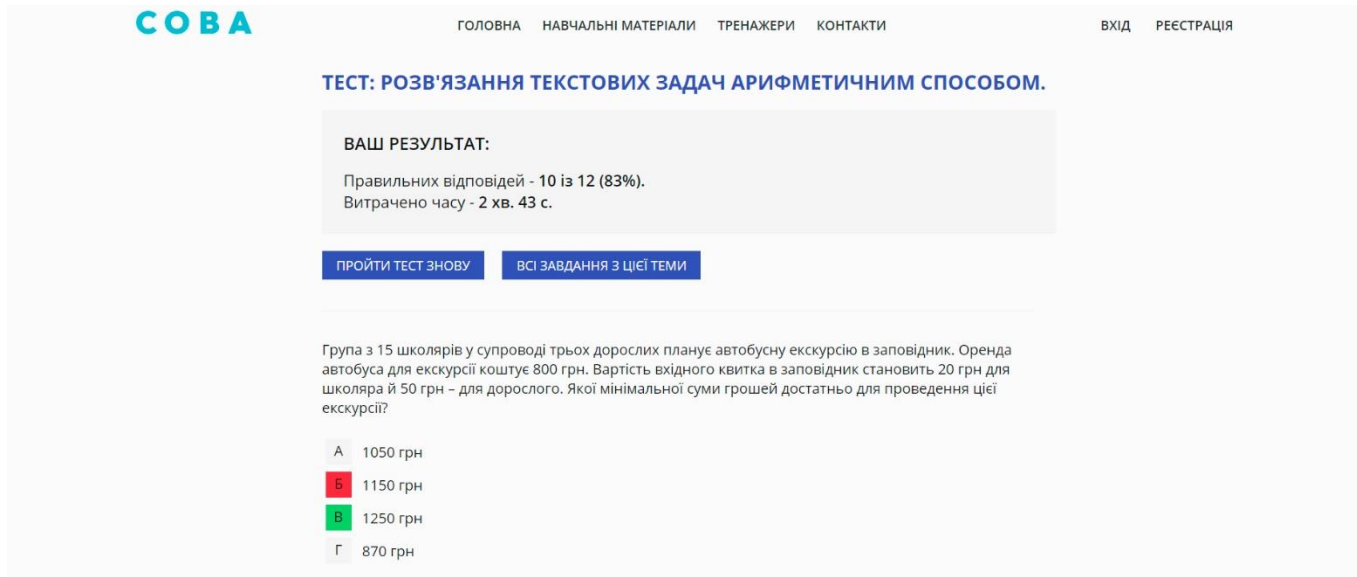 СОВА
ГОЛОВНА НАВЧАЛЬНІ МАТЕРІАЛИ ТРЕНАЖЕРИ КОНТАКТИ ВХІД РЕЄСТРАЦІЯ
ТЕСТ: РОЗВ'ЯЗАННЯ ТЕКСТОВИХ ЗАДАЧ АРИФМЕТИЧНИМ СПОСОБОМ.
ВАШ РЕЗУЛЬТАТ:
Правильних відповідей - 10 із 12 (83%).
Витрачено часу - 2 хв. 43 с.
ПРОЙТИ ТЕСТ ЗНОВУ ВСІ ЗАВДАННЯ З ЦІЄЇ ТЕМИ
Група з 15 школярів у супроводі трьох дорослих планує автобусну екскурсію в заповідник. Оренда
автобуса для екскурсії коштує 800 грн. Вартість вхідного квитка в заповідник становить 20 грн для
школяра й 50 грн – для дорослого. Якої мінімальної суми грошей достатньо для проведення цієї
екскурсії?
А 1050 грн
Б 1150 грн
В 1250 грн
Г 870 грн